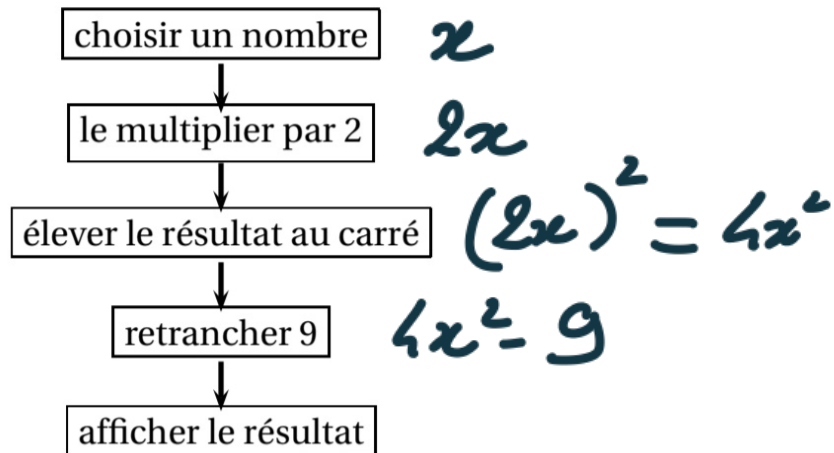 choisir un nombre x
le multiplier par 2 2x
élever le résultat au carré (2x)² = 4x²
retrancher 9 4x² - 9
afficher le résultat